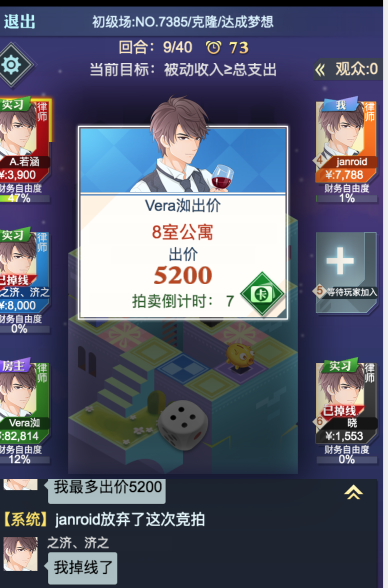 退出
初级场:NO.7385/克隆/达成梦想
回合：9/40 73
当前目标：被动收入≥总支出
« 观众:0
实习
律师
A.若涵
¥:3,900
财务自由度
47%
我
律师
janroid
¥:7,788
财务自由度
1%
Vera洳出价
8室公寓
出价
5200
拍卖倒计时： 7
卡
实习
律师
已掉线
之济、济之
¥:8,000
财务自由度
0%
5 等待玩家加入
房主
律师
Vera洳
¥:82,814
财务自由度
12%
实习
律师
6 已掉线
晓
¥:1,553
财务自由度
0%
我最多出价5200
【系统】janroid放弃了这次竞拍
之济、济之
我掉线了